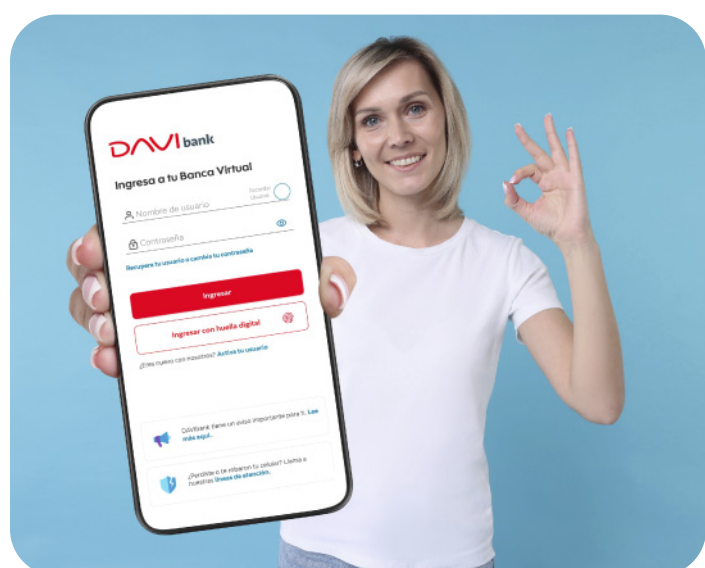 DAVIbank
Ingresa a tu Banca Virtual
Nombre de usuario
Recordar
Usuario
Contraseña
Recupera tu usuario o cambia tu contraseña
Ingresar
Ingresar con huella digital
¿Eres nuevo con nosotros? Activa tu usuario
DAVIbank tiene un aviso importante para ti. Lee
más aquí.
¿Perdiste o te robaron tu celular? Llama a
nuestras líneas de atención.